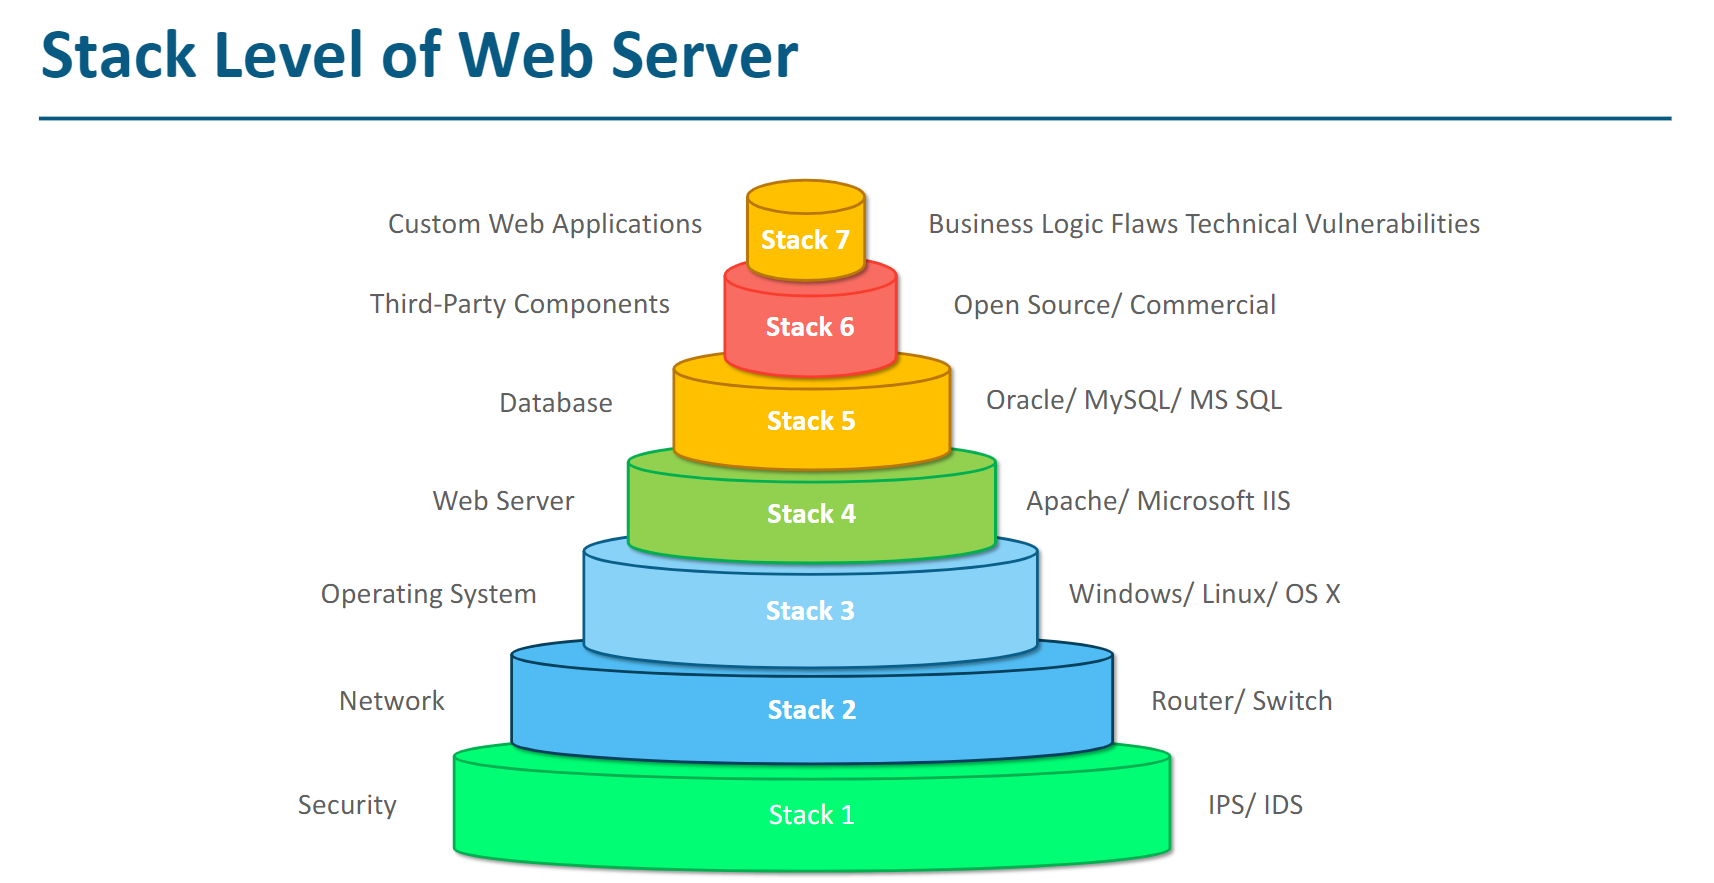 Stack Level of Web Server
Custom Web Applications
Stack 7
Business Logic Flaws Technical Vulnerabilities
Third-Party Components
Stack 6
Open Source/ Commercial
Database
Stack 5
Oracle/ MySQL/ MS SQL
Web Server
Stack 4
Apache/ Microsoft IIS
Operating System
Stack 3
Windows/ Linux/ OS X
Network
Stack 2
Router/ Switch
Security
Stack 1
IPS/ IDS